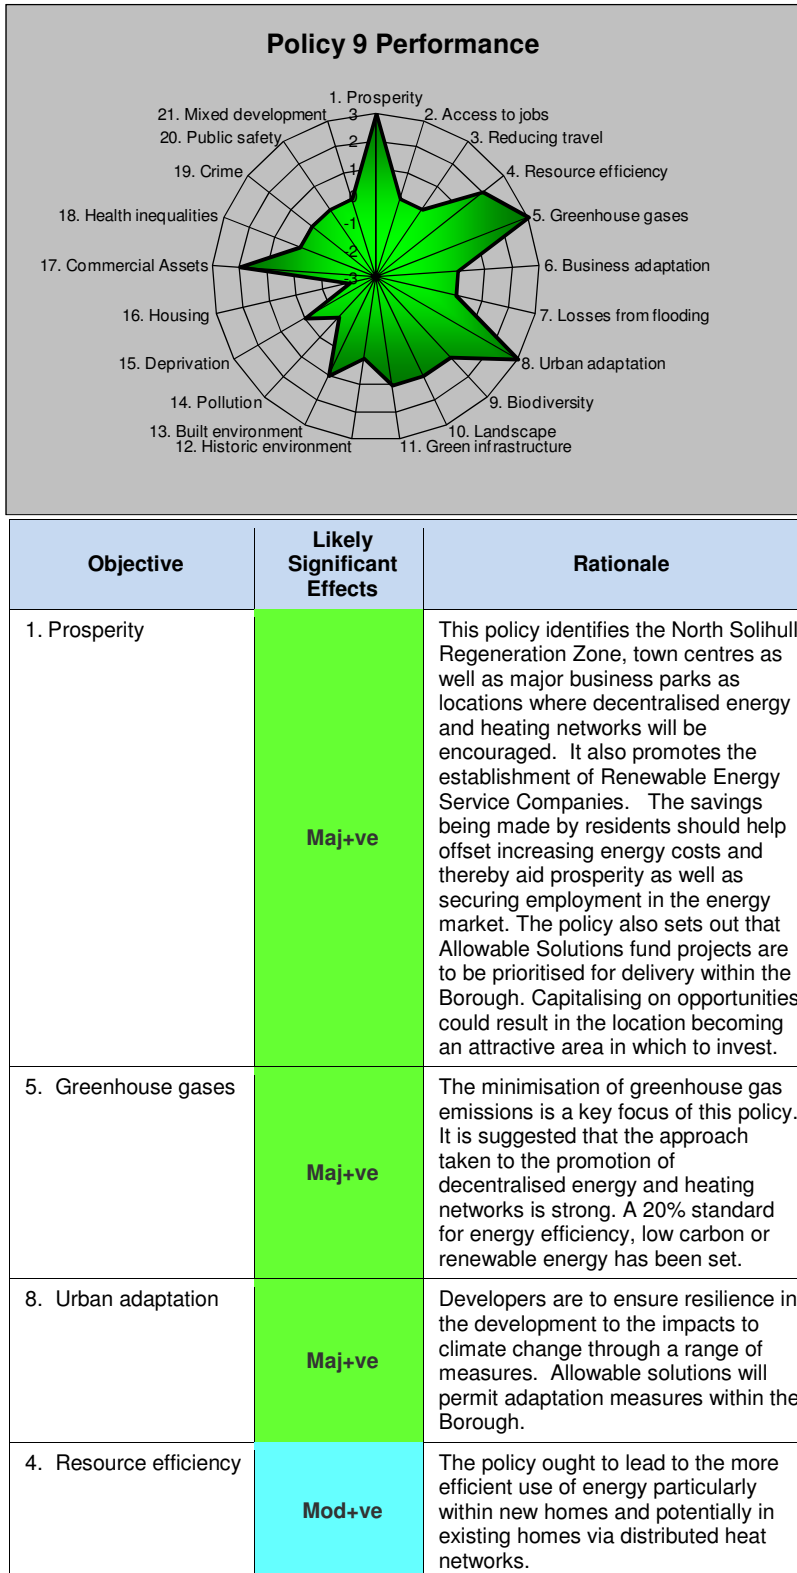 Policy 9 Performance
1. Prosperity
21. Mixed development
3
2. Access to jobs
20. Public safety
2
3. Reducing travel
19. Crime
1
4. Resource efficiency
0
18. Health inequalities
-1
5. Greenhouse gases
-2
17. Commercial Assets
-3
6. Business adaptation
16. Housing
7. Losses from flooding
15. Deprivation
8. Urban adaptation
14. Pollution
9. Biodiversity
13. Built environment
10. Landscape
12. Historic environment
11. Green infrastructure
Objective
Likely
Significant
Effects
Rationale
1. Prosperity
Maj+ve
This policy identifies the North Solihull
Regeneration Zone, town centres as
well as major business parks as
locations where decentralised energy
and heating networks will be
encouraged. It also promotes the
establishment of Renewable Energy
Service Companies. The savings
being made by residents should help
offset increasing energy costs and
thereby aid prosperity as well as
securing employment in the energy
market. The policy also sets out that
Allowable Solutions fund projects are
to be prioritised for delivery within the
Borough. Capitalising on opportunities
could result in the location becoming
an attractive area in which to invest.
5. Greenhouse gases
Maj+ve
The minimisation of greenhouse gas
emissions is a key focus of this policy.
It is suggested that the approach
taken to the promotion of
decentralised energy and heating
networks is strong. A 20% standard
for energy efficiency, low carbon or
renewable energy has been set.
8. Urban adaptation
Maj+ve
Developers are to ensure resilience in
the development to the impacts to
climate change through a range of
measures. Allowable solutions will
permit adaptation measures within the
Borough.
4. Resource efficiency
Mod+ve
The policy ought to lead to the more
efficient use of energy particularly
within new homes and potentially in
existing homes via distributed heat
networks.